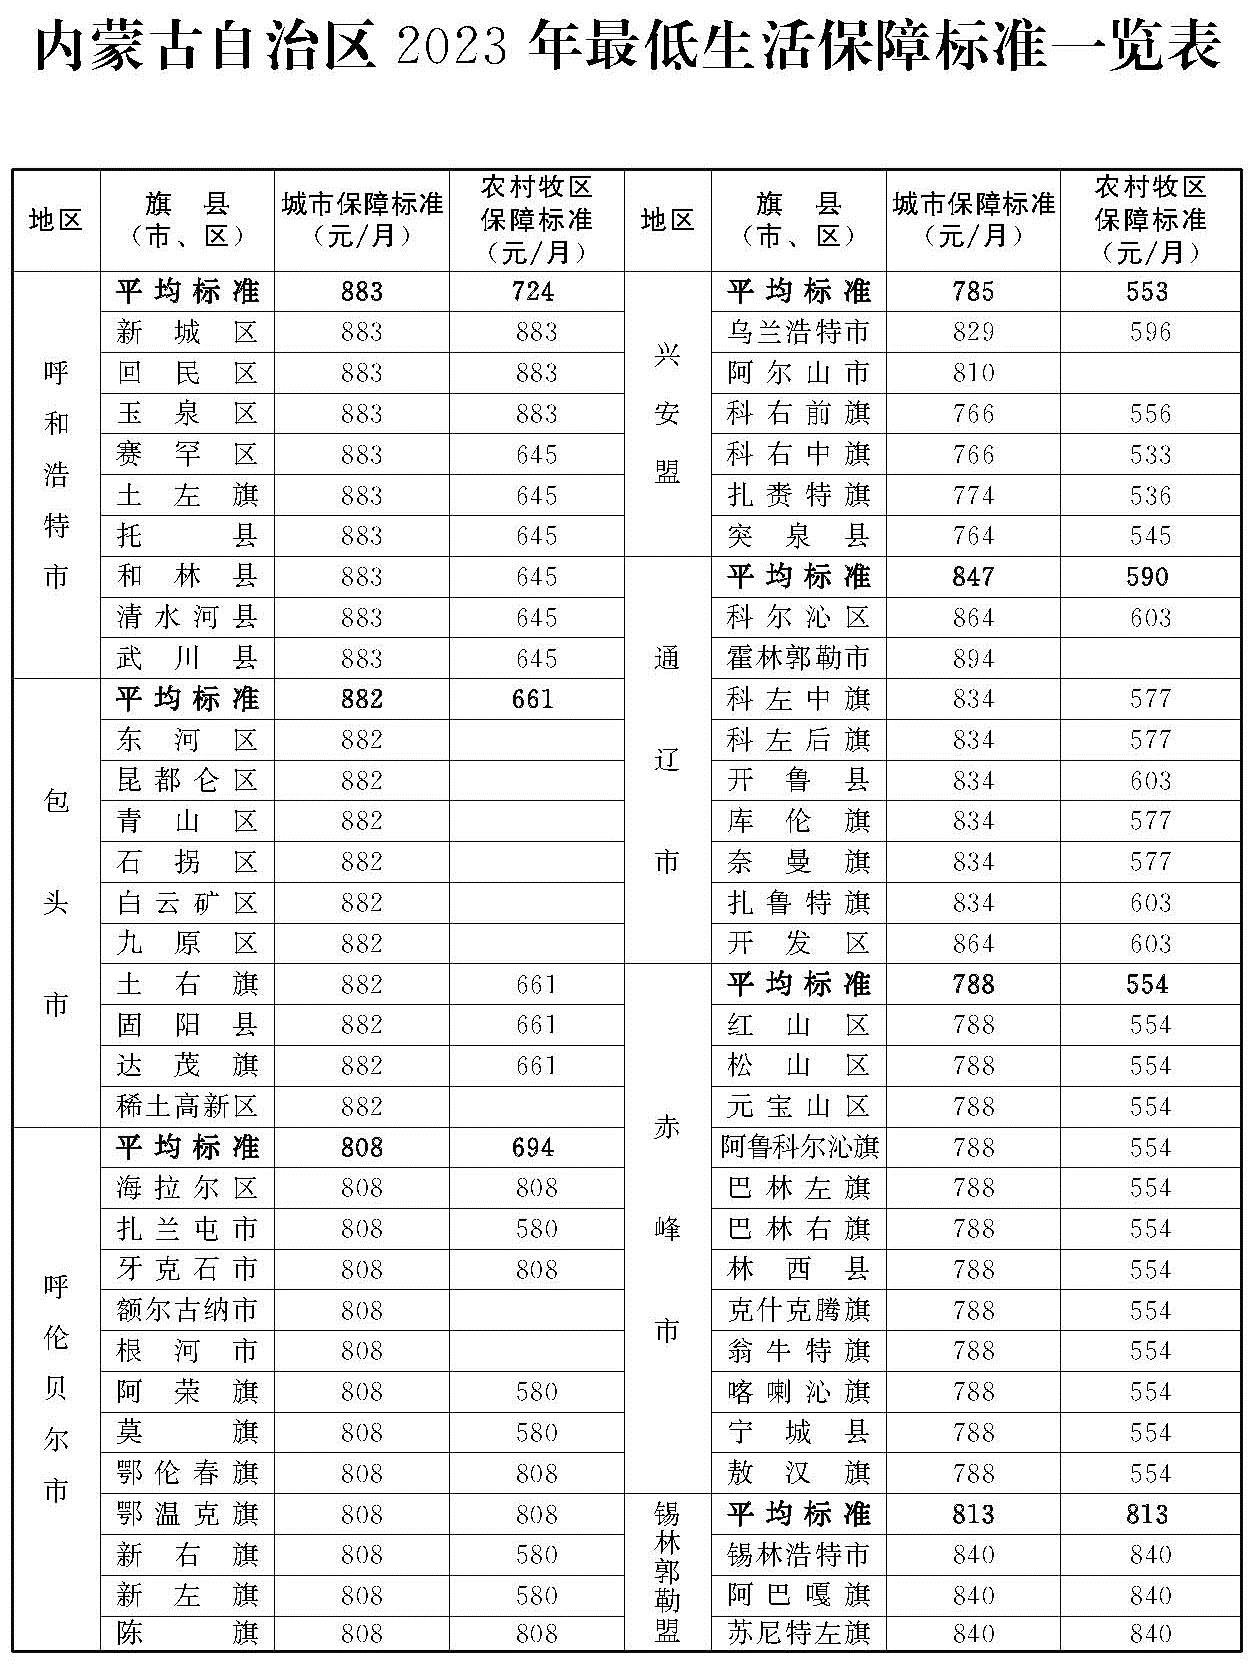 内蒙古自治区 2023 年最低生活保障标准一览表
地区 旗 县（市、区） 城市保障标准（元/月） 农村牧区保障标准（元/月） 地区 旗 县（市、区） 城市保障标准（元/月） 农村牧区保障标准（元/月）
呼和浩特市
平均标准 883 724
新城区 883 883
回民区 883 883
玉泉区 883 883
赛罕区 883 645
土左旗 883 645
托县 883 645
和林县 883 645
清水河县 883 645
武川县 883 645
包头市
平均标准 882 661
东河区 882
昆都仑区 882
青山区 882
石拐区 882
白云矿区 882
九原区 882
土右旗 882 661
固阳县 882 661
达茂旗 882 661
稀土高新区 882
呼伦贝尔市
平均标准 808 694
海拉尔区 808 808
扎兰屯市 808 580
牙克石市 808 808
额尔古纳市 808
根河市 808
阿荣旗 808 580
莫旗 808 580
鄂伦春旗 808 808
鄂温克旗 808 808
新右旗 808 580
新左旗 808 580
陈旗 808 808
兴安盟
平均标准 785 553
乌兰浩特市 829 596
阿尔山市 810
科右前旗 766 556
科右中旗 766 533
扎赉特旗 774 536
突泉县 764 545
通辽市
平均标准 847 590
科尔沁区 864 603
霍林郭勒市 894
科左中旗 834 577
科左后旗 834 577
开鲁县 834 603
库伦旗 834 577
奈曼旗 834 577
扎鲁特旗 834 603
开发区 864 603
赤峰市
平均标准 788 554
红山区 788 554
松山区 788 554
元宝山区 788 554
阿鲁科尔沁旗 788 554
巴林左旗 788 554
巴林右旗 788 554
林西县 788 554
克什克腾旗 788 554
翁牛特旗 788 554
喀喇沁旗 788 554
宁城县 788 554
敖汉旗 788 554
锡林郭勒盟
平均标准 813 813
锡林浩特市 840 840
阿巴嘎旗 840 840
苏尼特左旗 840 840